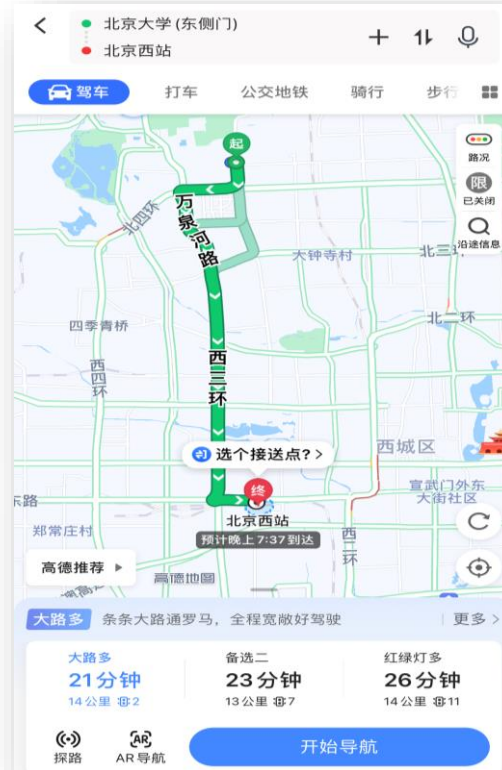 北京大学(东侧门)
北京西站
驾车
打车
公交地铁
骑行
步行
起
路况
限
已关闭
沿途信息
万泉河路
北四环
大钟寺村
北三环
北二环
四季青桥
西四环
西三环
选个接送点? >
西城区
终
宣武门外东
大街社区
东路
北京西站
预计晚上7:37到达
郑常庄村
西二环
高德推荐
高德地图
大路多 条条大路通罗马,全程宽敞好驾驶
更多 >
大路多
21分钟
14公里 2
备选二
23分钟
13公里 7
红绿灯多
26分钟
14公里 11
探路
AR
AR导航
开始导航